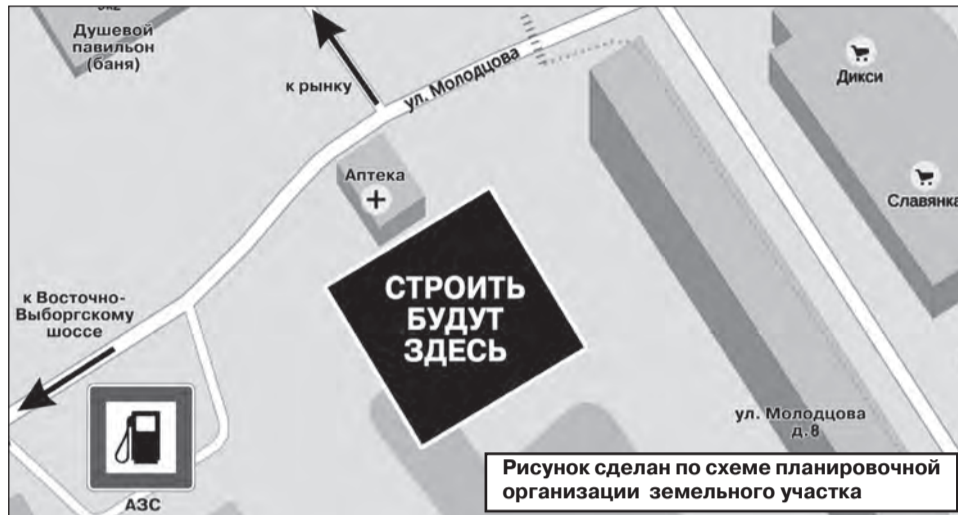 Душевой
павильон
(баня)
к рынку
ул. Молодцова
Дикси
Аптека
Славянка
СТРОИТЬ
БУДУТ
ЗДЕСЬ
к Восточно-
Выборгскому
шоссе
ул. Молодцова
д.8
АЗС
Рисунок сделан по схеме планировочной
организации земельного участка